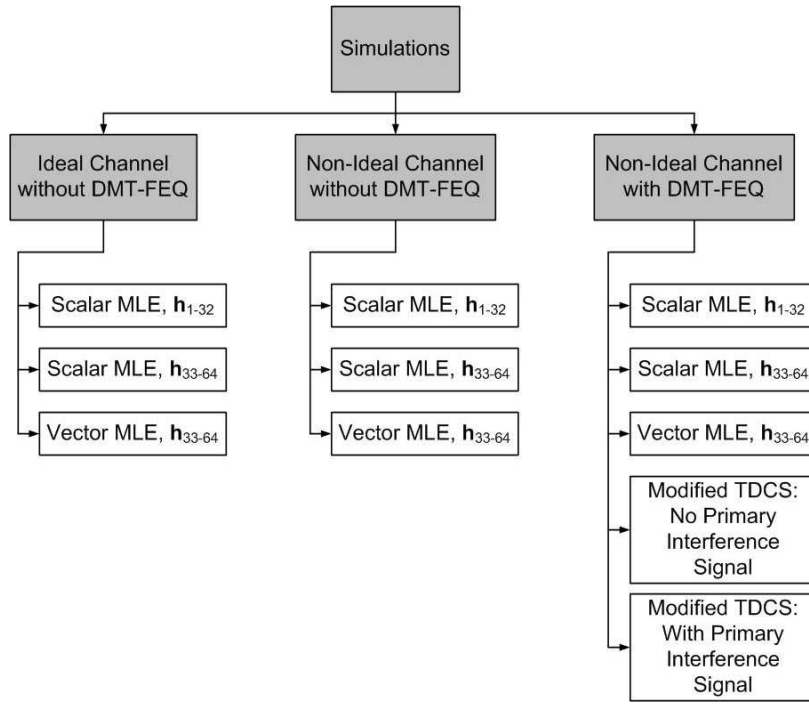 Simulations
Ideal Channel
without DMT-FEQ
Non-Ideal Channel
without DMT-FEQ
Non-Ideal Channel
with DMT-FEQ
Scalar MLE, h1-32
Scalar MLE, h33-64
Vector MLE, h33-64
Scalar MLE, h1-32
Scalar MLE, h33-64
Vector MLE, h33-64
Scalar MLE, h1-32
Scalar MLE, h33-64
Vector MLE, h33-64
Modified TDCS:
No Primary
Interference
Signal
Modified TDCS:
With Primary
Interference
Signal